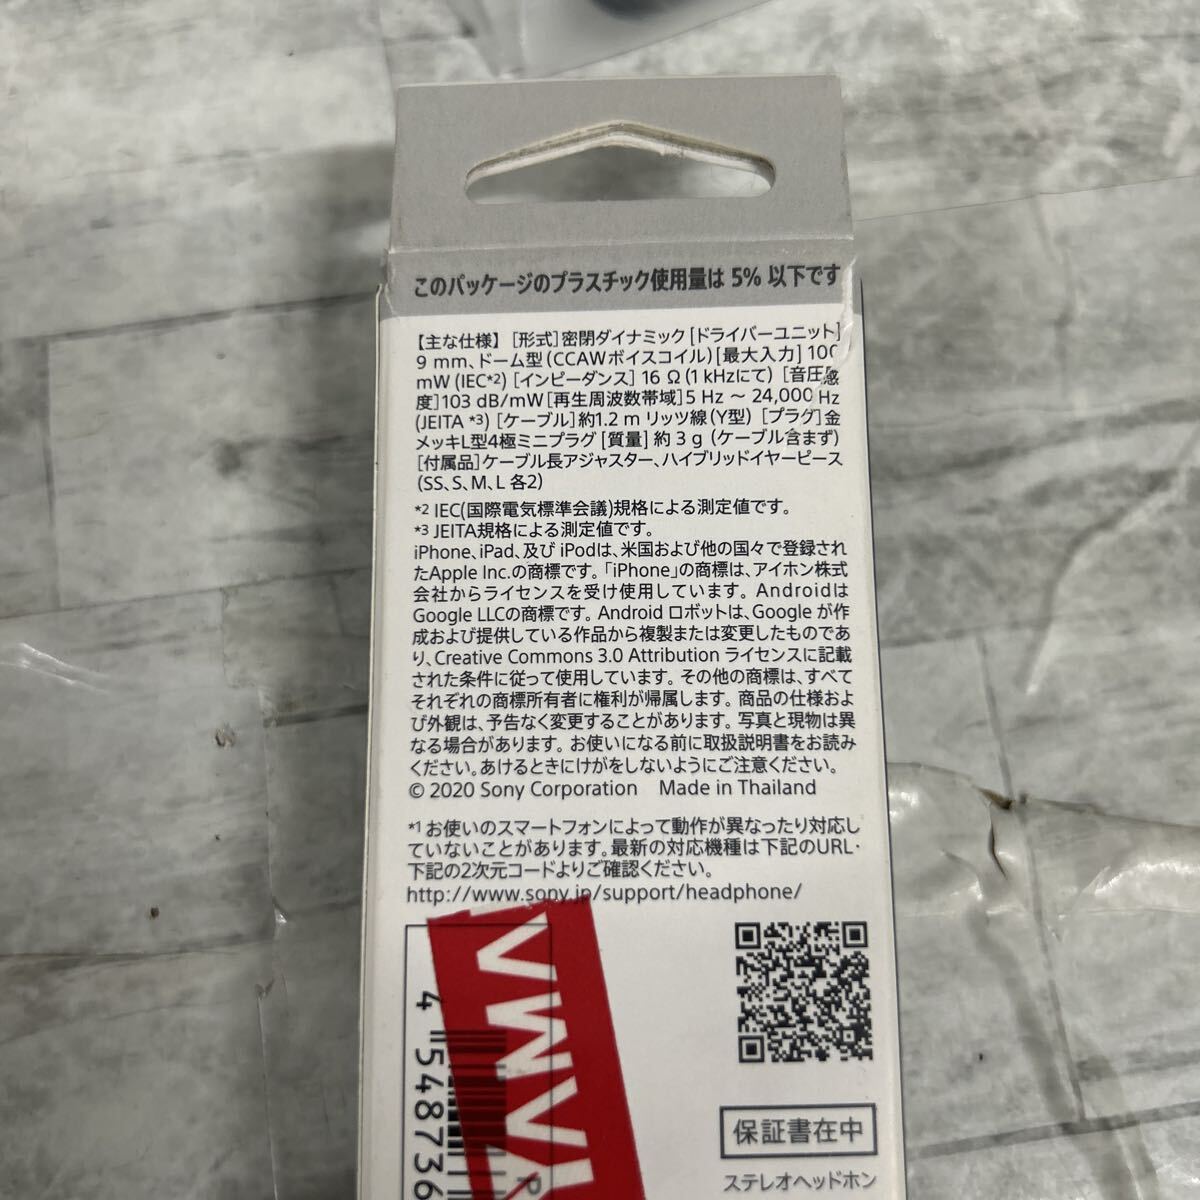 このパッケージのプラスチック使用量は 5% 以下です
【主な仕様】 [形式]密閉ダイナミック[ドライバーユニット]
9 mm、ドーム型(CCAWボイスコイル)[最大入力] 100
mW(IEC*2) [インピーダンス] 16 Ω(1 kHzにて) [音圧感
度]103 dB/mW[再生周波数帯域]5 Hz ～ 24,000 Hz
(JEITA *3) [ケーブル]約1.2 m リッツ線(Y型) [プラグ]金
メッキL型4極ミニプラグ[質量] 約 3 g (ケーブル含まず)
[付属品]ケーブル長アジャスター、ハイブリッドイヤーピース
(SS、S、M、L 各2)
*2 IEC(国際電気標準会議)規格による測定値です。
*3 JEITA規格による測定値です。
iPhone、iPad、及び iPodは、米国および他の国々で登録され
たApple Inc.の商標です。「iPhone」の商標は、アイホン株式
会社からライセンスを受け使用しています。Androidは
Google LLCの商標です。Android ロボットは、Google が作
成および提供している作品から複製または変更したものであ
り、Creative Commons 3.0 Attribution ライセンスに記載
された条件に従って使用しています。その他の商標は、すべて
それぞれの商標所有者に権利が帰属します。商品の仕様およ
び外観は、予告なく変更することがあります。写真と現物は異
なる場合があります。お使いになる前に取扱説明書をお読み
ください。あけるときにけがをしないようにご注意ください。
© 2020 Sony Corporation Made in Thailand
*1 お使いのスマートフォンによって動作が異なったり対応し
ていないことがあります。最新の対応機種は下記のURL・
下記の2次元コードよりご確認ください。
http://www.sony.jp/support/headphone/
4 548736
保証書在中
ステレオヘッドホン